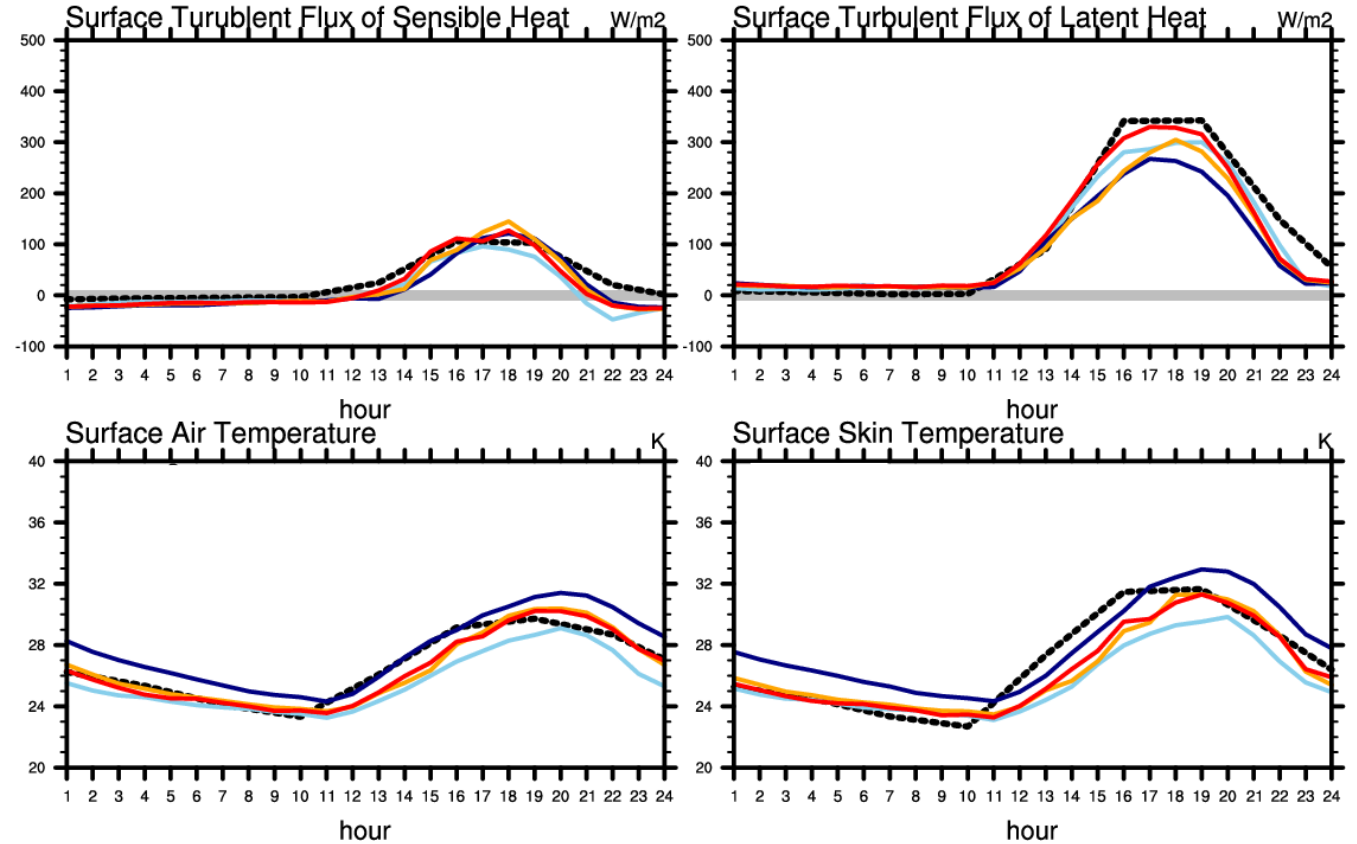 Surface Turublent Flux of Sensible Heat W/m2
500
400
300
200
100
0
-100
1 2 3 4 5 6 7 8 9 10 11 12 13 14 15 16 17 18 19 20 21 22 23 24
hour
Surface Turbulent Flux of Latent Heat W/m2
500
400
300
200
100
0
-100
1 2 3 4 5 6 7 8 9 10 11 12 13 14 15 16 17 18 19 20 21 22 23 24
hour
Surface Air Temperature K
40
36
32
28
24
20
1 2 3 4 5 6 7 8 9 10 11 12 13 14 15 16 17 18 19 20 21 22 23 24
hour
Surface Skin Temperature K
40
36
32
28
24
20
1 2 3 4 5 6 7 8 9 10 11 12 13 14 15 16 17 18 19 20 21 22 23 24
hour